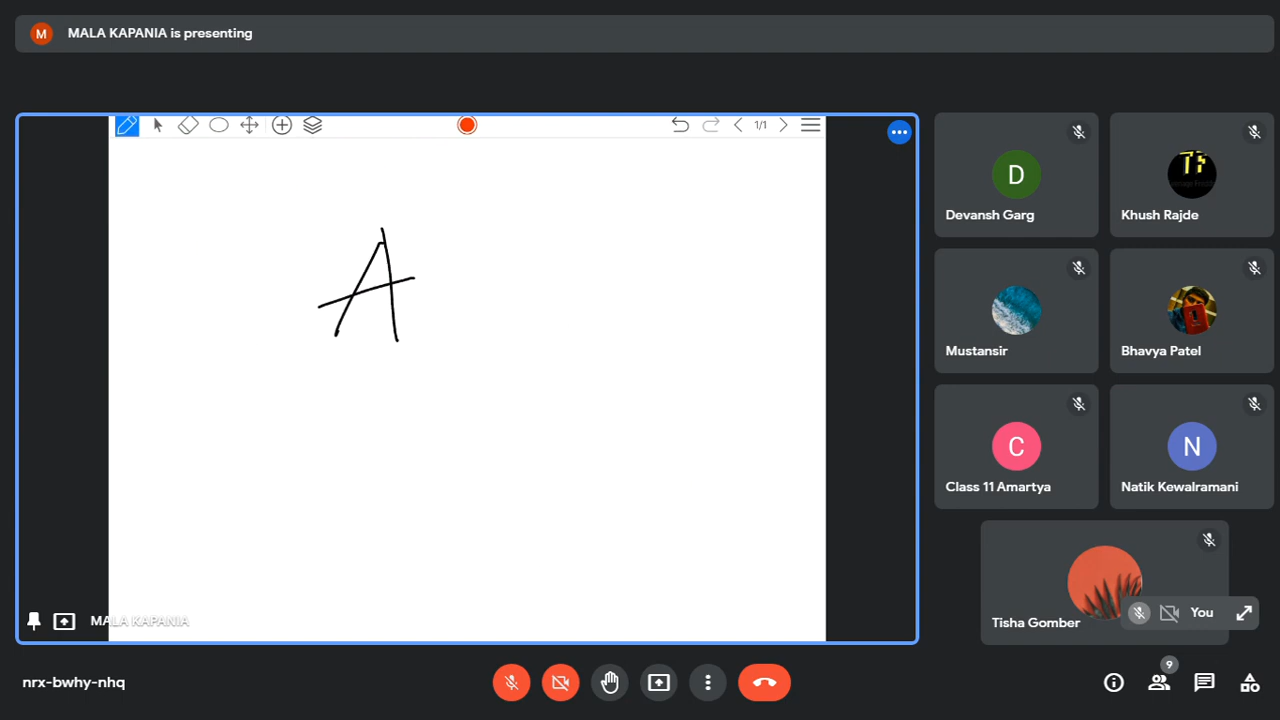 M MALA KAPANIA is presenting
1/1
A
MALA KAPANIA
D
Devansh Garg
Khush Rajde
Mustansir
Bhavya Patel
C
Class 11 Amartya
N
Natik Kewalramani
Tisha Gomber
You
nrx-bwhy-nhq
9